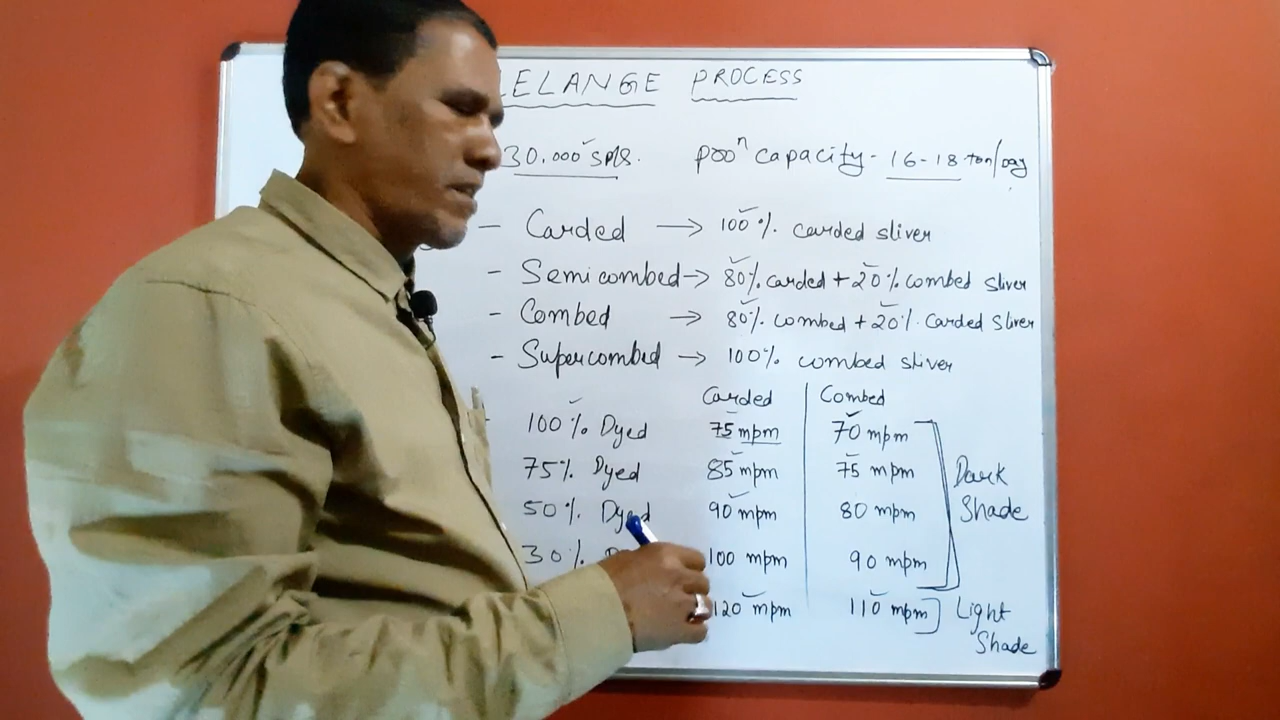 ELANGE PROCESS
30.000 spls. pdoⁿ capacity - 16-18 ton/day
- Carded → 100% carded sliver
- Semicombed → 80% carded + 20% combed sliver
- Combed → 80% combed + 20% Carded Sliver
- Supercombed → 100% combed sliver
Carded Combed
100% Dyed 75 mpm 70 mpm
75% Dyed 85 mpm 75 mpm Dark
50% Dyed 90 mpm 80 mpm Shade
30% 100 mpm 90 mpm
120 mpm 110 mpm Light
Shade